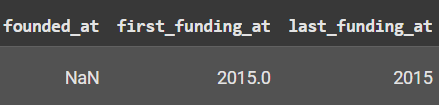 founded_at first_funding_at last_funding_at
NaN 2015.0 2015